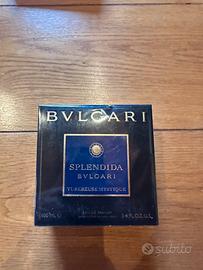 BVLGARI
SPLENDIDA
BVLGARI
TUBEREUSE MYSTIQUE
EAU DE PARFUM
100 ML ℮ 3.4 FL.OZ.
subito